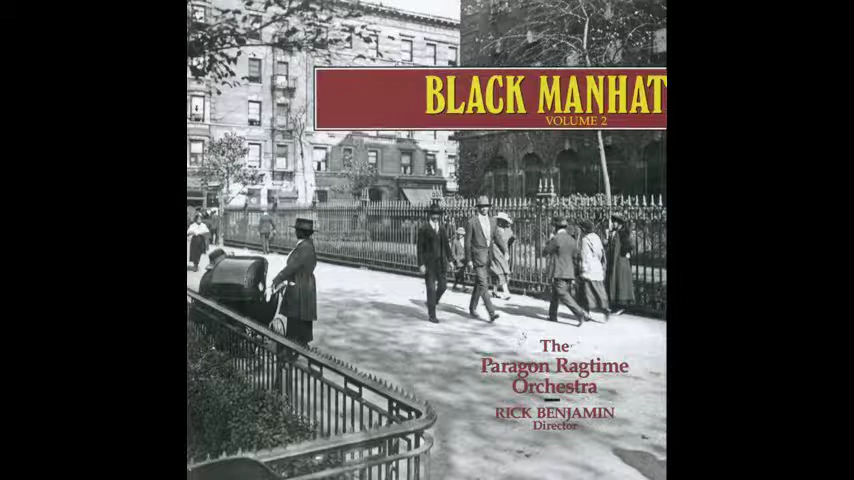 BLACK MANHAT
VOLUME 2
The
Paragon Ragtime
Orchestra
RICK BENJAMIN
Director